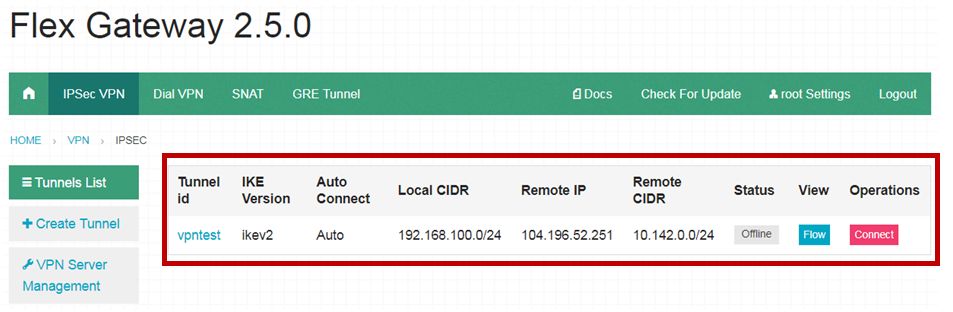 Flex Gateway 2.5.0
IPSec VPN Dial VPN SNAT GRE Tunnel Docs Check For Update root Settings Logout
HOME › VPN › IPSEC
Tunnels List
Create Tunnel
VPN Server
Management
Tunnel id IKE Version Auto Connect Local CIDR Remote IP Remote CIDR Status View Operations
vpntest ikev2 Auto 192.168.100.0/24 104.196.52.251 10.142.0.0/24 Offline Flow Connect